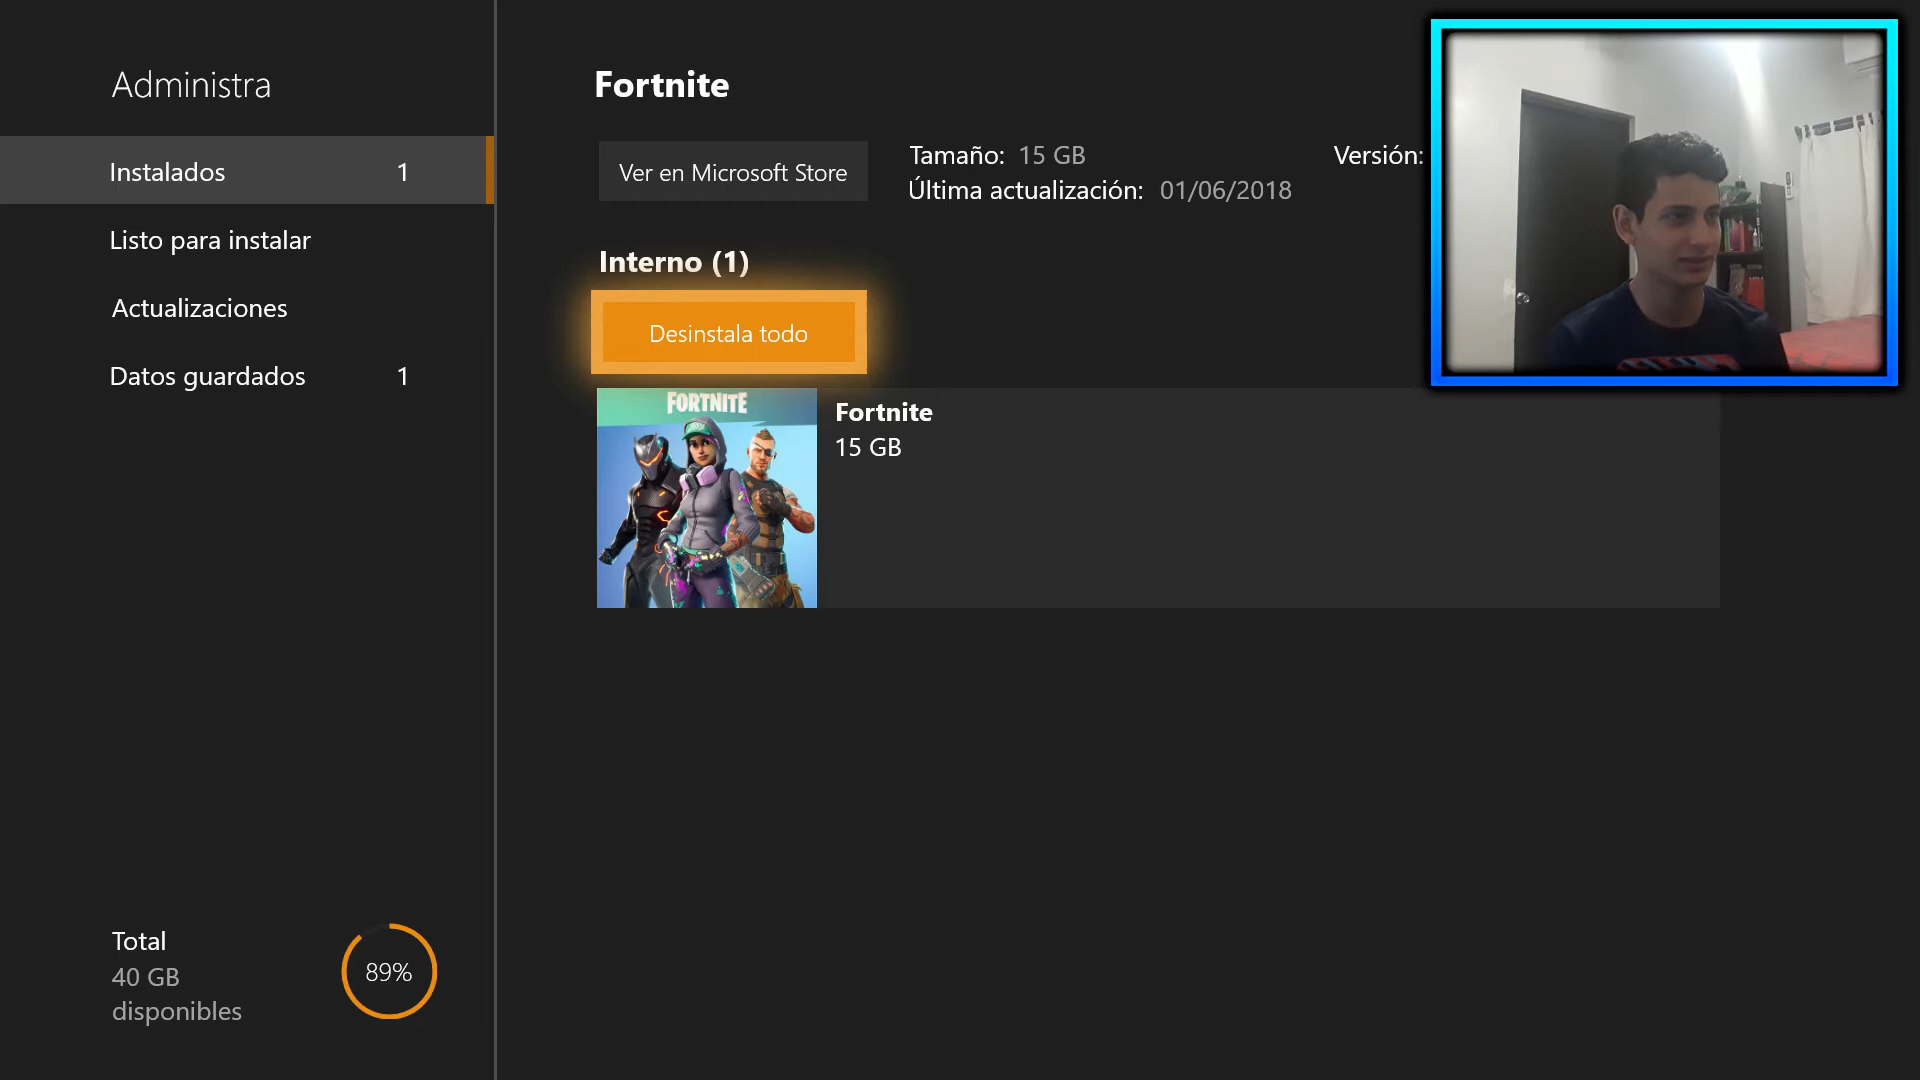 Administra
Instalados 1
Listo para instalar
Actualizaciones
Datos guardados 1
Total
40 GB
disponibles
89%
Fortnite
Ver en Microsoft Store
Tamaño: 15 GB
Última actualización: 01/06/2018
Versión:
Interno (1)
Desinstala todo
FORTNITE
Fortnite
15 GB